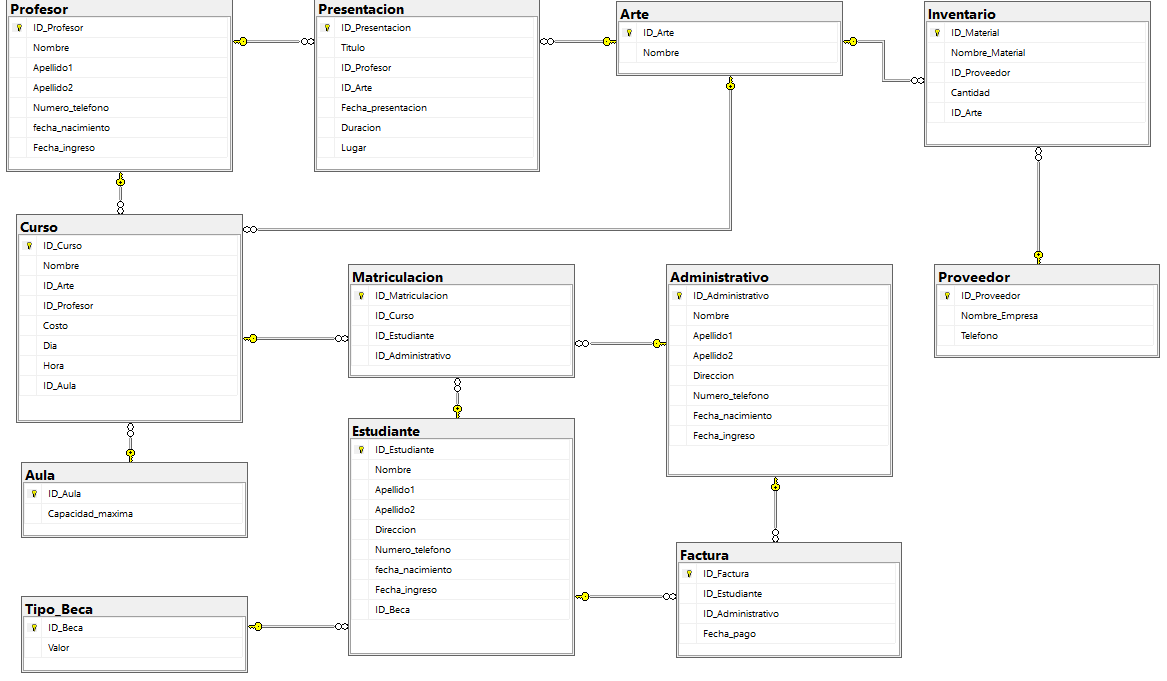 Profesor
ID_Profesor
Nombre
Apellido1
Apellido2
Numero_telefono
fecha_nacimiento
Fecha_ingreso
Presentacion
ID_Presentacion
Titulo
ID_Profesor
ID_Arte
Fecha_presentacion
Duracion
Lugar
Arte
ID_Arte
Nombre
Inventario
ID_Material
Nombre_Material
ID_Proveedor
Cantidad
ID_Arte
Curso
ID_Curso
Nombre
ID_Arte
ID_Profesor
Costo
Dia
Hora
ID_Aula
Matriculacion
ID_Matriculacion
ID_Curso
ID_Estudiante
ID_Administrativo
Administrativo
ID_Administrativo
Nombre
Apellido1
Apellido2
Direccion
Numero_telefono
Fecha_nacimiento
Fecha_ingreso
Proveedor
ID_Proveedor
Nombre_Empresa
Telefono
Aula
ID_Aula
Capacidad_maxima
Estudiante
ID_Estudiante
Nombre
Apellido1
Apellido2
Direccion
Numero_telefono
fecha_nacimiento
Fecha_ingreso
ID_Beca
Factura
ID_Factura
ID_Estudiante
ID_Administrativo
Fecha_pago
Tipo_Beca
ID_Beca
Valor